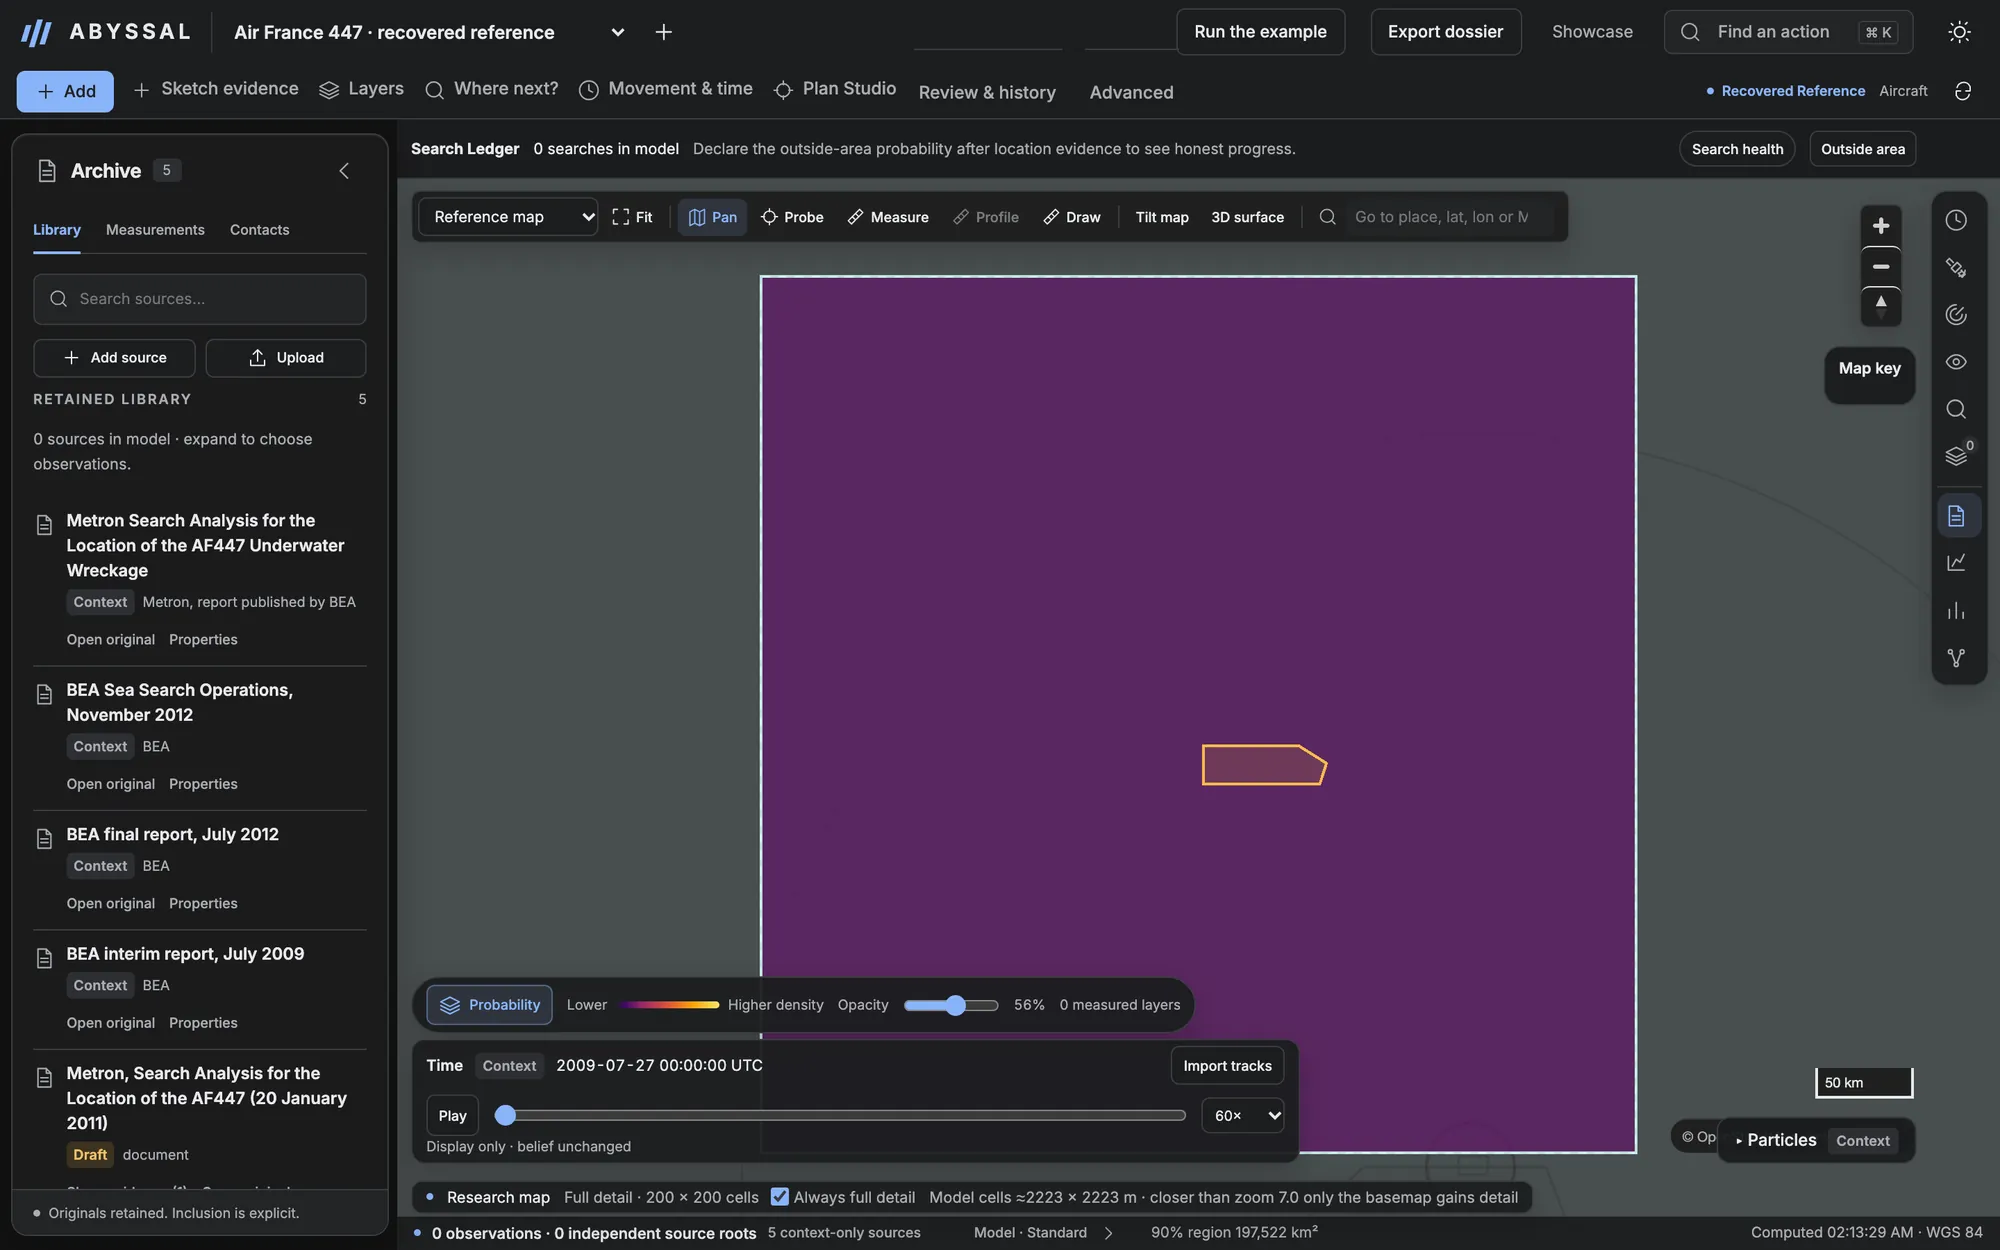 ABYSSAL
Air France 447 · recovered reference
Run the example
Export dossier
Showcase
Find an action
⌘ K
Add
Sketch evidence
Layers
Where next?
Movement & time
Plan Studio
Review & history
Advanced
Recovered Reference
Aircraft
Archive 5
Library
Measurements
Contacts
Search sources...
Add source
Upload
RETAINED LIBRARY 5
0 sources in model · expand to choose
observations.
Metron Search Analysis for the
Location of the AF447 Underwater
Wreckage
Context Metron, report published by BEA
Open original Properties
BEA Sea Search Operations,
November 2012
Context BEA
Open original Properties
BEA final report, July 2012
Context BEA
Open original Properties
BEA interim report, July 2009
Context BEA
Open original Properties
Metron, Search Analysis for the
Location of the AF447 (20 January
2011)
Draft document
Originals retained. Inclusion is explicit.
Search Ledger 0 searches in model Declare the outside-area probability after location evidence to see honest progress.
Search health
Outside area
Reference map
Fit
Pan
Probe
Measure
Profile
Draw
Tilt map
3D surface
Go to place, lat, lon or M
Map key
0
Probability
Lower
Higher density
Opacity
56%
0 measured layers
Time Context 2009-07-27 00:00:00 UTC
Import tracks
Play
60×
Display only · belief unchanged
50 km
© Op
Particles Context
Research map Full detail · 200 × 200 cells Always full detail Model cells ≈2223 × 2223 m · closer than zoom 7.0 only the basemap gains detail
0 observations · 0 independent source roots 5 context-only sources Model · Standard 90% region 197,522 km² Computed 02:13:29 AM · WGS 84